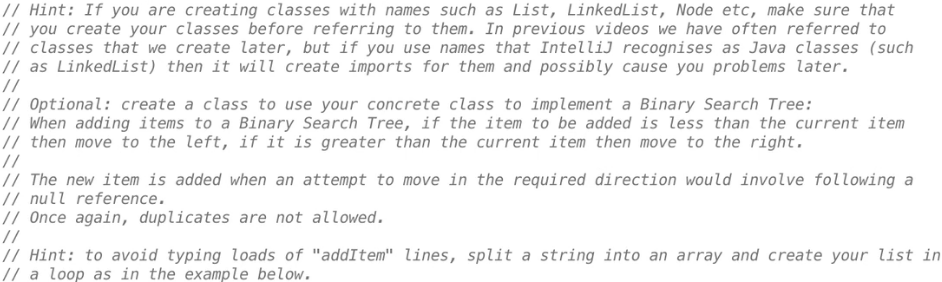 // Hint: If you are creating classes with names such as List, LinkedList, Node etc, make sure that
// you create your classes before referring to them. In previous videos we have often referred to
// classes that we create later, but if you use names that IntelliJ recognises as Java classes (such
// as LinkedList) then it will create imports for them and possibly cause you problems later.
//
// Optional: create a class to use your concrete class to implement a Binary Search Tree:
// When adding items to a Binary Search Tree, if the item to be added is less than the current item
// then move to the left, if it is greater than the current item then move to the right.
//
// The new item is added when an attempt to move in the required direction would involve following a
// null reference.
// Once again, duplicates are not allowed.
//
// Hint: to avoid typing loads of "addItem" lines, split a string into an array and create your list in
// a loop as in the example below.